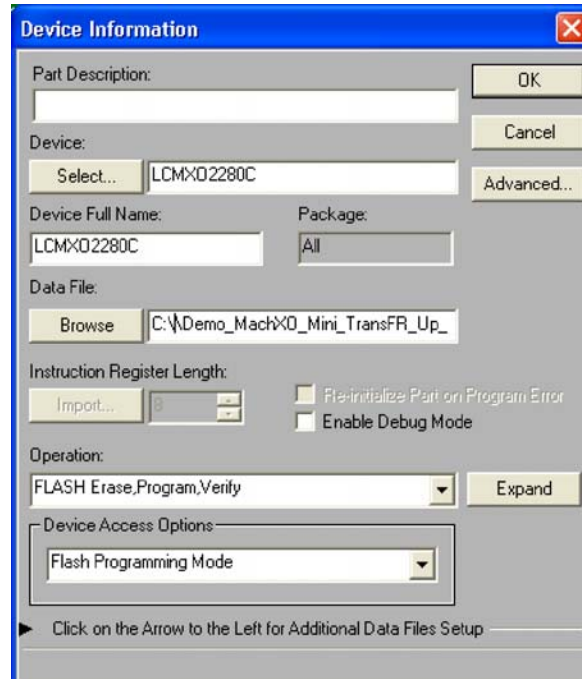 Device Information
Part Description:
OK
Device:
Cancel
Select...
LCMXO2280C
Advanced...
Device Full Name:
Package:
LCMXO2280C
All
Data File:
Browse
C:\\Demo_MachXO_Mini_TransFR_Up_
Instruction Register Length:
Import...
8
Re-initialize Part on Program Error
Enable Debug Mode
Operation:
FLASH Erase,Program,Verify
Expand
Device Access Options
Flash Programming Mode
Click on the Arrow to the Left for Additional Data Files Setup